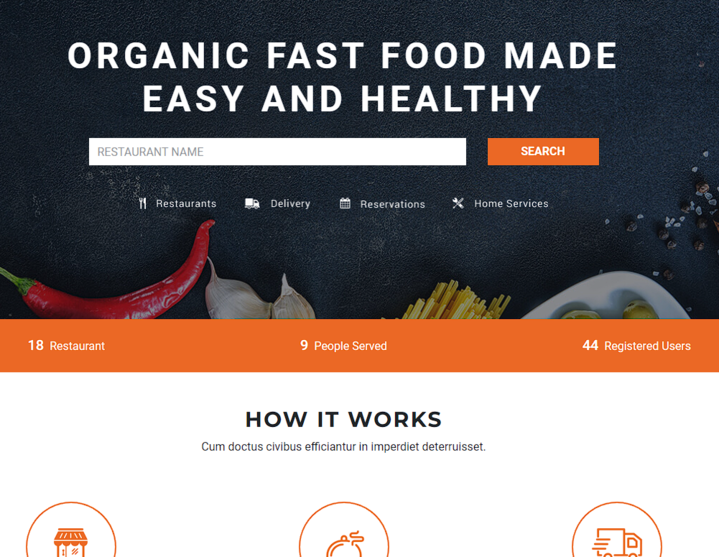 ORGANIC FAST FOOD MADE
EASY AND HEALTHY
RESTAURANT NAME
SEARCH
Restaurants
Delivery
Reservations
Home Services
18 Restaurant
9 People Served
44 Registered Users
HOW IT WORKS
Cum doctus civibus efficiantur in imperdiet deterruisset.